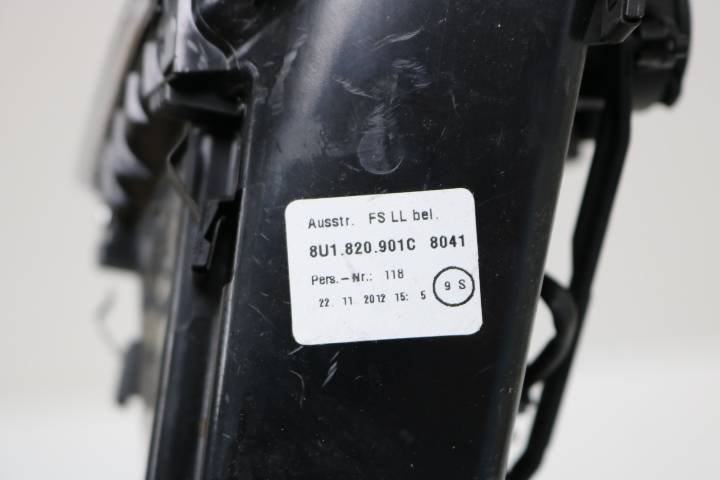 Ausstr. FS LL bel.
8U1.820.901C 8041
Pers.-Nr.: 118
22. 11 2012 15: 5 9 S